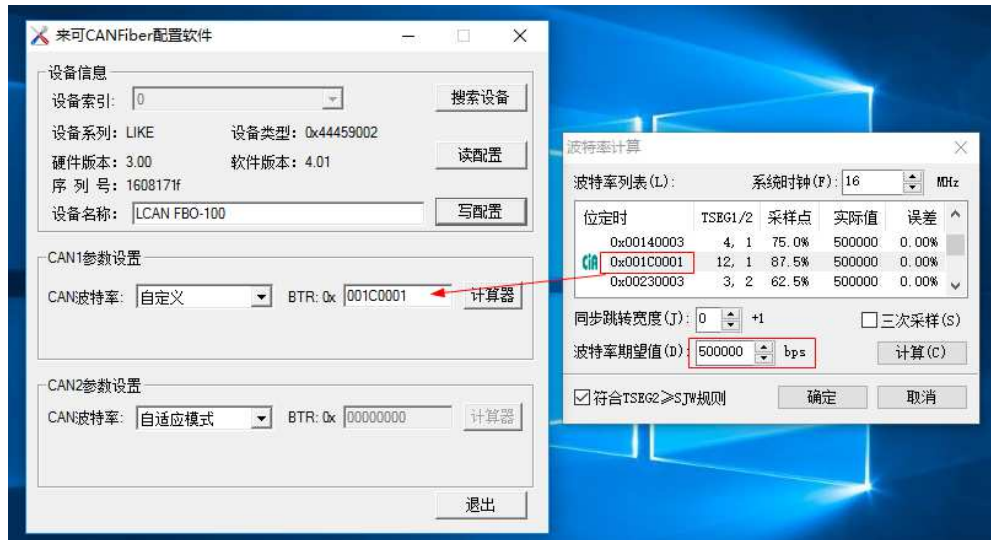 来可CANFiber配置软件
设备信息
设备索引: 0 搜索设备
设备系列: LIKE 设备类型: 0x44459002
硬件版本: 3.00 软件版本: 4.01 读配置
序 列 号: 1608171f
设备名称: LCAN FBO-100 写配置
CAN1参数设置
CAN波特率: 自定义 BTR: 0x 001C0001 计算器
CAN2参数设置
CAN波特率: 自适应模式 BTR: 0x 00000000 计算器
退出
波特率计算
波特率列表(L): 系统时钟(F): 16 MHz
位定时 TSEG1/2 采样点 实际值 误差
0x00140003 4, 1 75.0% 500000 0.00%
CiA 0x001C0001 12, 1 87.5% 500000 0.00%
0x00230003 3, 2 62.5% 500000 0.00%
同步跳转宽度(J): 0 +1 三次采样(S)
波特率期望值(D): 500000 bps 计算(C)
符合TSEG2≥SJW规则 确定 取消